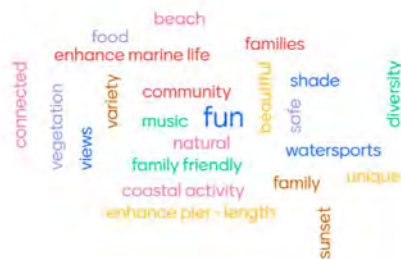 beach
food
families
enhance marine life
connected
vegetation
variety
community
beautiful
shade
diversity
music
fun
safe
views
natural
watersports
family friendly
coastal activity
family
unique
enhance pier - length
sunset